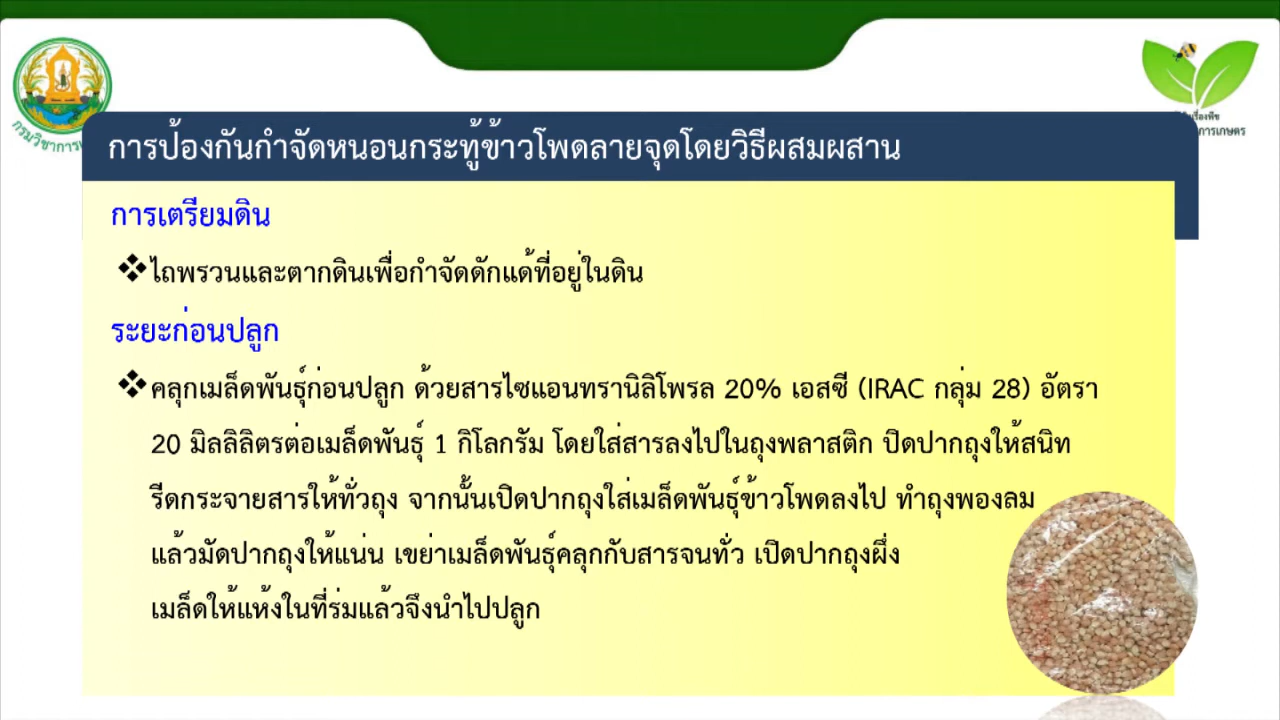 การป้องกันกำจัดหนอนกระทู้ข้าวโพดลายจุดโดยวิธีผสมผสาน
การเตรียมดิน
❖ไถพรวนและตากดินเพื่อกำจัดดักแด้ที่อยู่ในดิน
ระยะก่อนปลูก
❖คลุกเมล็ดพันธุ์ก่อนปลูก ด้วยสารไซแอนทรานิลิโพรล 20% เอสซี (IRAC กลุ่ม 28) อัตรา
20 มิลลิลิตรต่อเมล็ดพันธุ์ 1 กิโลกรัม โดยใส่สารลงไปในถุงพลาสติก ปิดปากถุงให้สนิท
รีดกระจายสารให้ทั่วถุง จากนั้นเปิดปากถุงใส่เมล็ดพันธุ์ข้าวโพดลงไป ทำถุงพองลม
แล้วมัดปากถุงให้แน่น เขย่าเมล็ดพันธุ์คลุกกับสารจนทั่ว เปิดปากถุงผึ่ง
เมล็ดให้แห้งในที่ร่มแล้วจึงนำไปปลูก